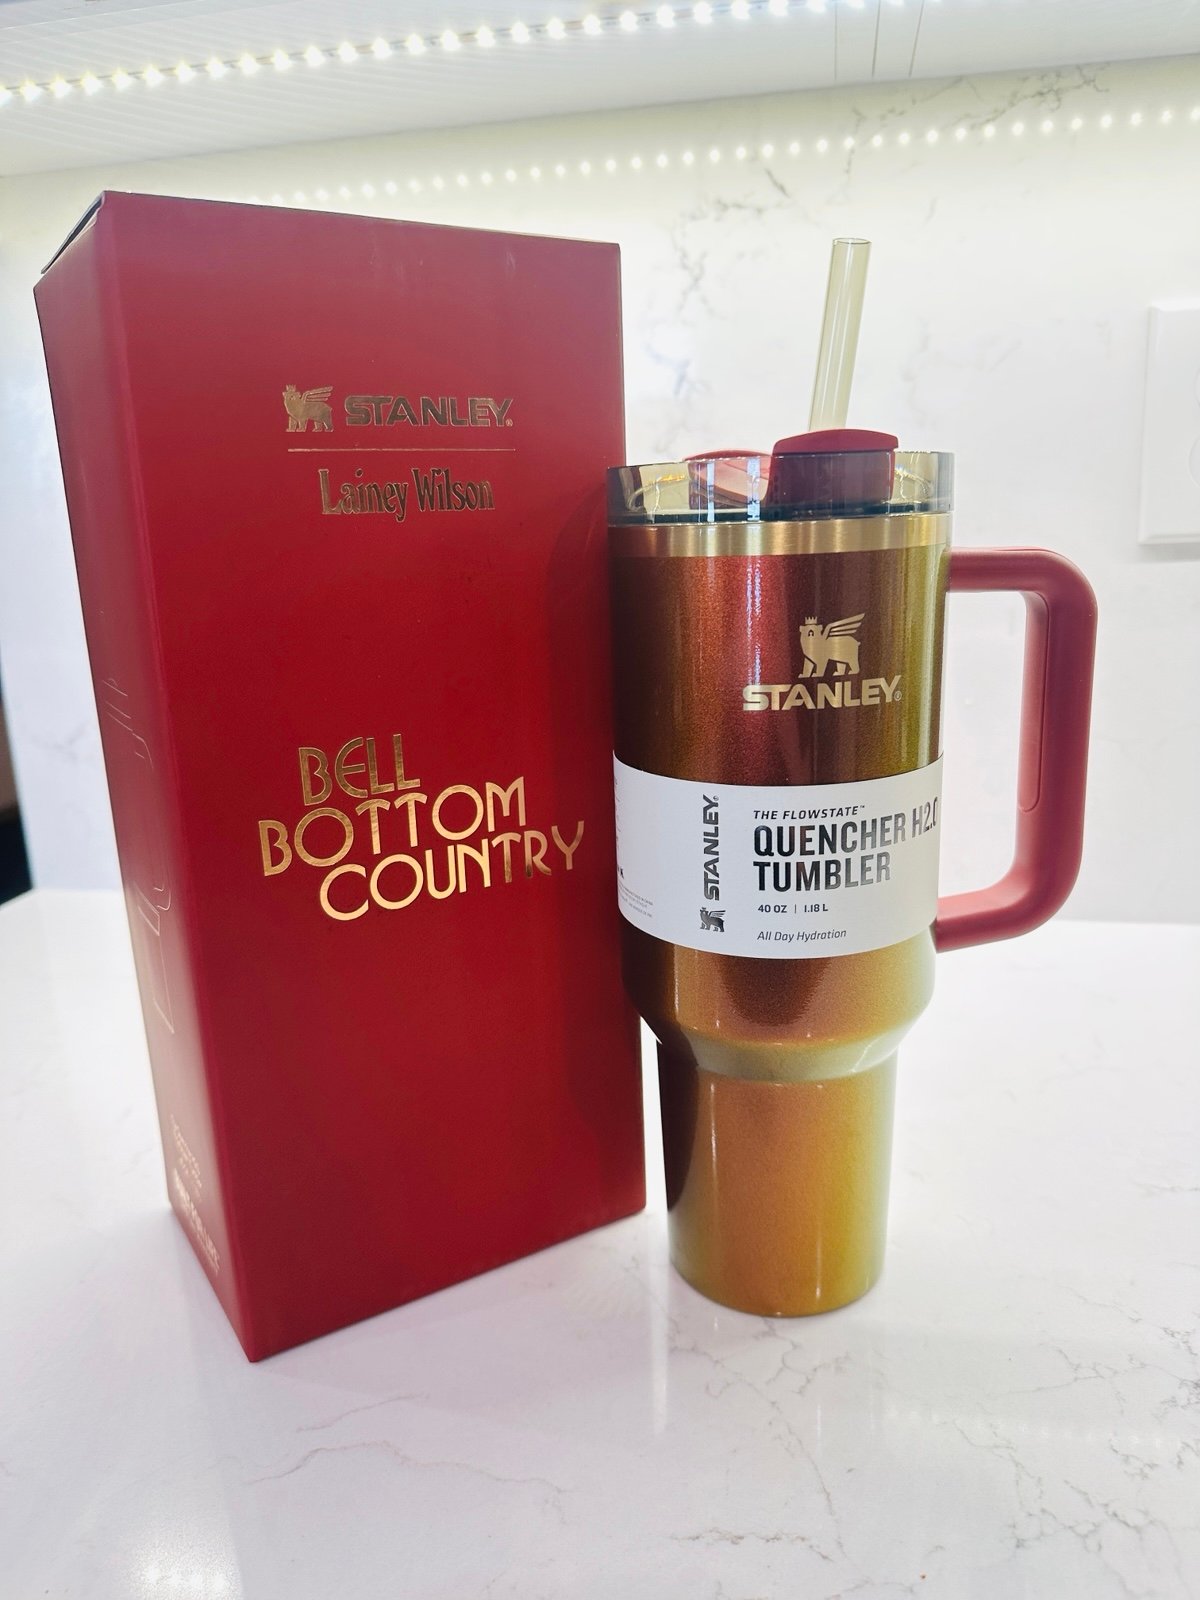 STANLEY®
Lainey Wilson
BELL
BOTTOM
COUNTRY
STANLEY®
STANLEY®
THE FLOWSTATE™
QUENCHER H2.0
TUMBLER
40 OZ | 1.18 L
All Day Hydration